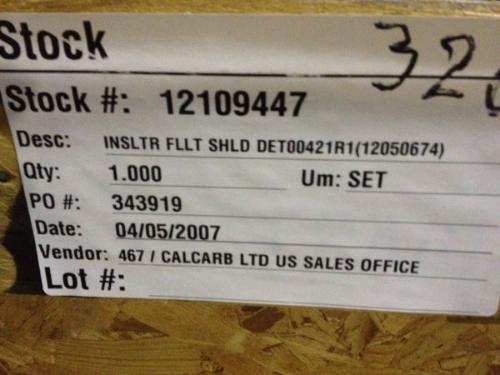 Stock
Stock #: 12109447
Desc: INSLTR FLLT SHLD DET00421R1(12050674)
Qty: 1.000 Um: SET
PO #: 343919
Date: 04/05/2007
Vendor: 467 / CALCARB LTD US SALES OFFICE
Lot #: